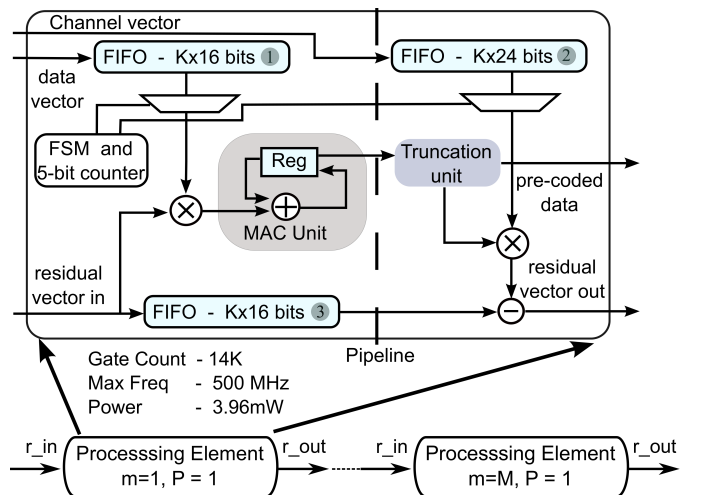 Channel vector
FIFO - Kx16 bits 1
FIFO - Kx24 bits 2
data
vector
FSM and
5-bit counter
Reg
Truncation
unit
pre-coded
data
MAC Unit
residual
vector in
residual
vector out
FIFO - Kx16 bits 3
Pipeline
Gate Count - 14K
Max Freq - 500 MHz
Power - 3.96mW
r_in
Processsing Element
m=1, P = 1
r_out
r_in
Processsing Element
m=M, P = 1
r_out